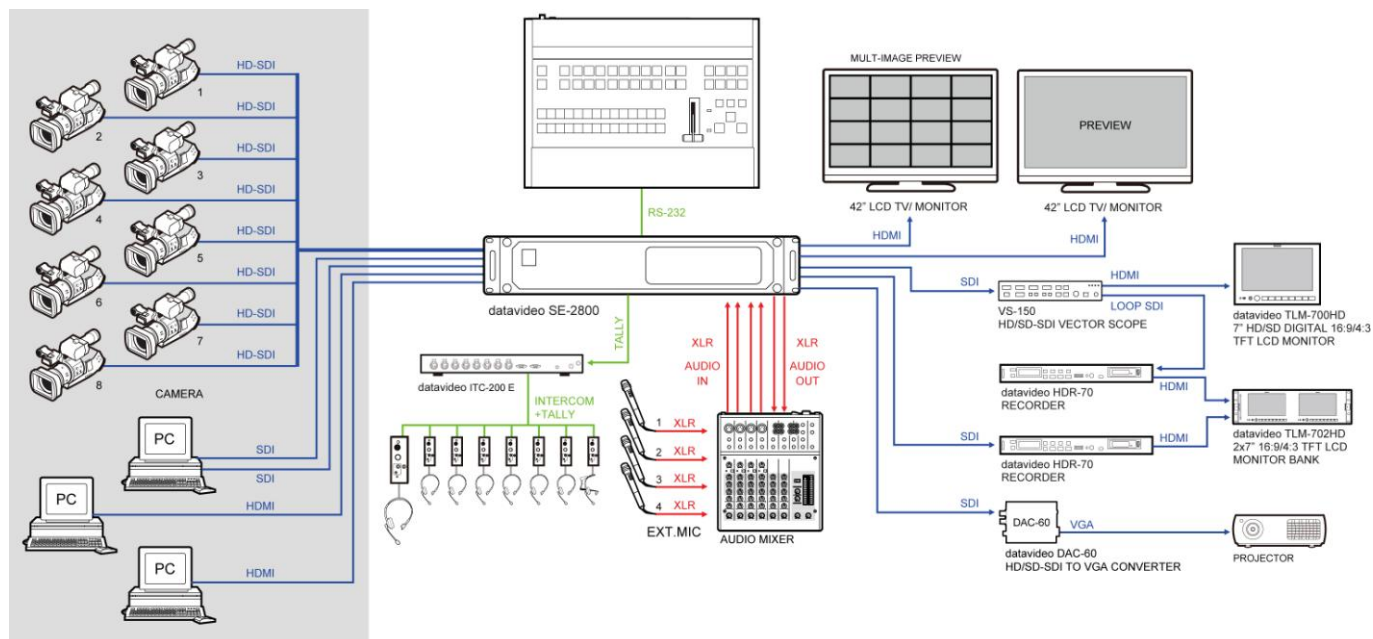 HD-SDI
1
HD-SDI
2
HD-SDI
3
HD-SDI
4
HD-SDI
5
HD-SDI
6
HD-SDI
7
HD-SDI
8
CAMERA
PC
SDI
SDI
PC
HDMI
PC
HDMI
RS-232
datavideo SE-2800
TALLY
datavideo ITC-200 E
INTERCOM
+TALLY
XLR
AUDIO
IN
XLR
AUDIO
OUT
1 XLR
2 XLR
3 XLR
4 XLR
EXT.MIC
AUDIO MIXER
MULT-IMAGE PREVIEW
42" LCD TV/ MONITOR
HDMI
PREVIEW
42" LCD TV/ MONITOR
HDMI
SDI
VS-150
HD/SD-SDI VECTOR SCOPE
HDMI
LOOP SDI
datavideo TLM-700HD
7" HD/SD DIGITAL 16:9/4:3
TFT LCD MONITOR
datavideo HDR-70
RECORDER
HDMI
SDI
datavideo HDR-70
RECORDER
HDMI
datavideo TLM-702HD
2x7" 16:9/4:3 TFT LCD
MONITOR BANK
SDI
DAC-60
VGA
datavideo DAC-60
HD/SD-SDI TO VGA CONVERTER
PROJECTOR